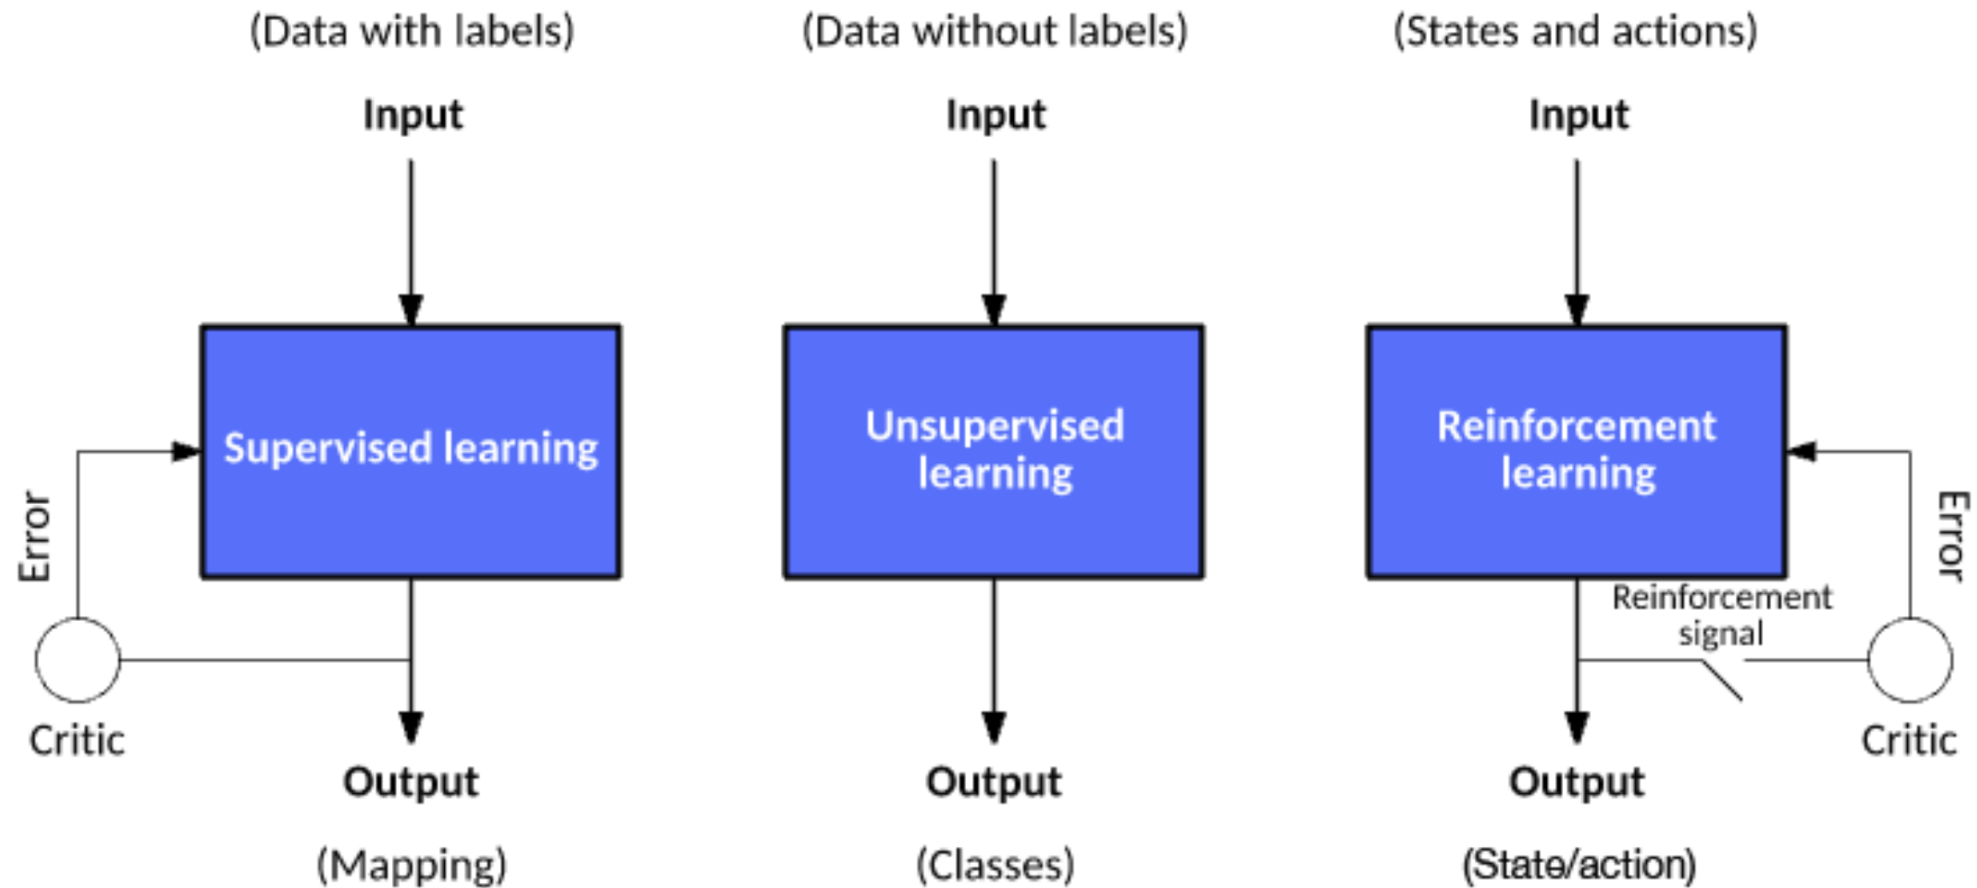 (Data with labels)
Input
Supervised learning
Error
Critic
Output
(Mapping)
(Data without labels)
Input
Unsupervised
learning
Output
(Classes)
(States and actions)
Input
Reinforcement
learning
Error
Reinforcement
signal
Critic
Output
(State/action)